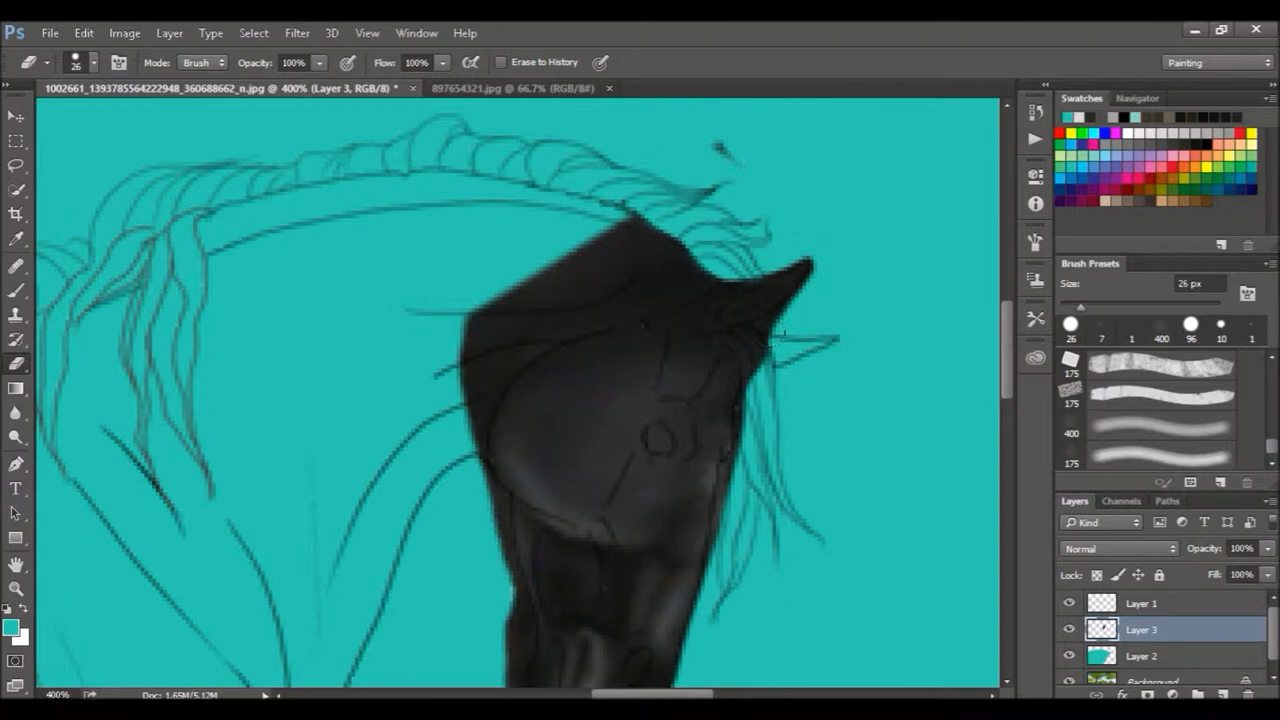 Ps File Edit Image Layer Type Select Filter 3D View Window Help
26 Mode: Brush Opacity: 100% Flow: 100% Erase to History Painting
1002661_1393785564222948_360688662_n.jpg @ 400% (Layer 3, RGB/8) * × 897654321.jpg @ 66.7% (RGB/8#) ×
Swatches Navigator
Brush Presets
Size: 26 px
26 7 1 400 96 10 1
175
175
400
175
Layers Channels Paths
Kind
Normal Opacity: 100%
Lock: Fill: 100%
Layer 1
Layer 3
Layer 2
Background
T
400% Doc: 1.65M/5.12M